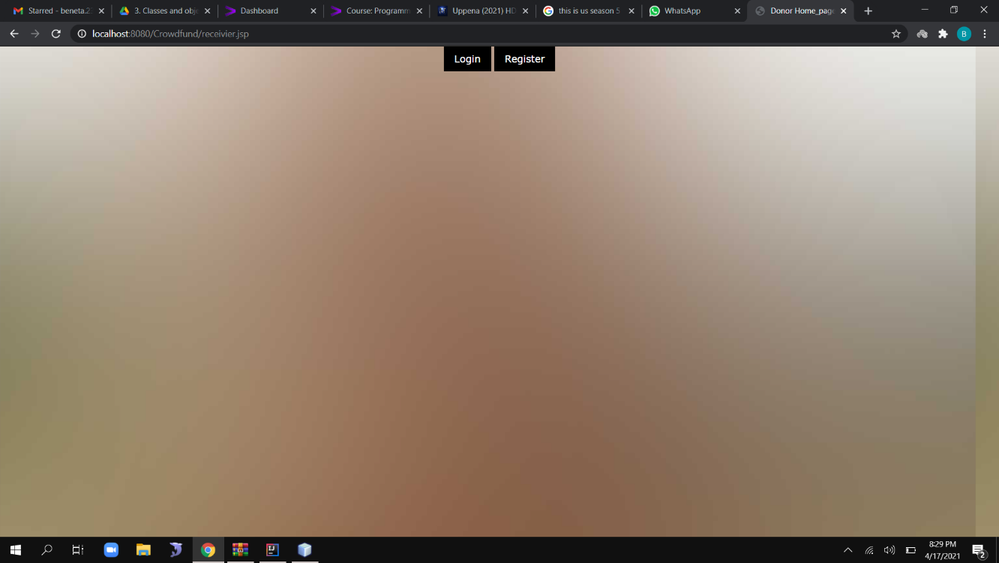 Starred - beneta.2
3. Classes and obj
Dashboard
Course: Programm
Uppena (2021) HD
this is us season 5
WhatsApp
Donor Home_page
localhost:8080/Crowdfund/receivier.jsp
B
Login
Register
8:29 PM
4/17/2021
2